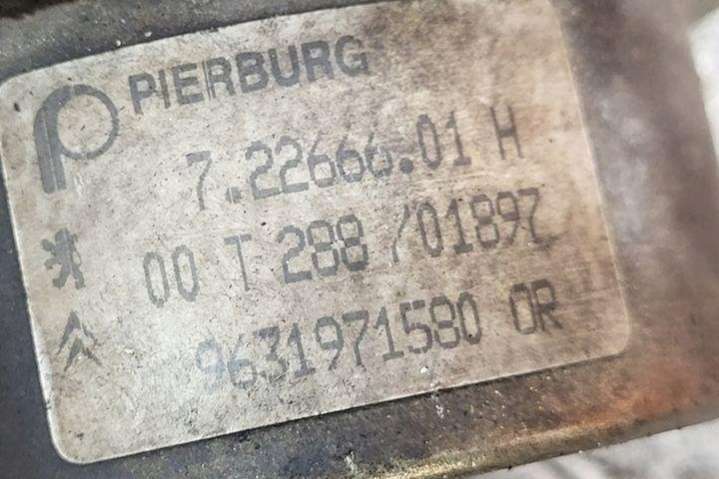 PIERBURG
7.22666.01 H
00 T 288 /01897
9631971580 OR